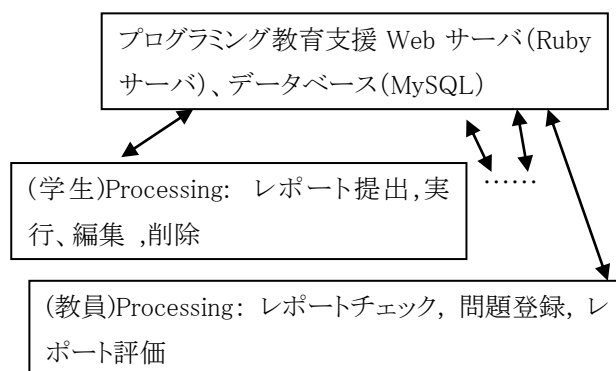 プログラミング教育支援 Web サーバ(Ruby
サーバ)、データベース(MySQL)
(学生)Processing: レポート提出,実
行、編集 ,削除
……
(教員)Processing: レポートチェック, 問題登録, レ
ポート評価